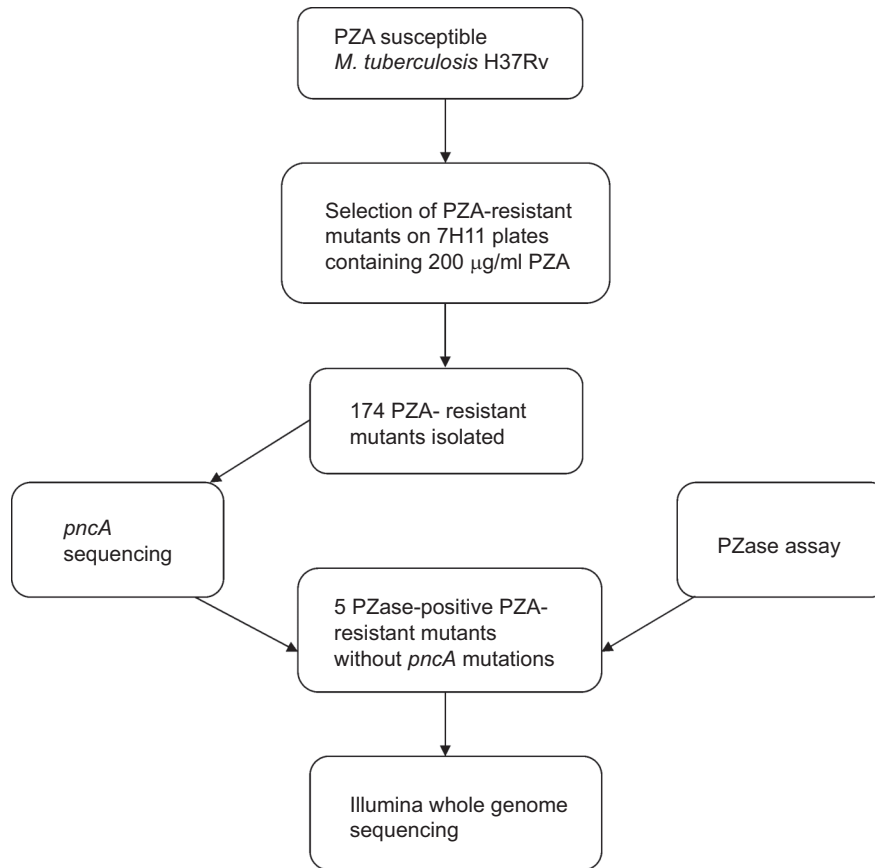 PZA susceptible
M. tuberculosis H37Rv
Selection of PZA-resistant
mutants on 7H11 plates
containing 200 μg/ml PZA
174 PZA- resistant
mutants isolated
pncA
sequencing
PZase assay
5 PZase-positive PZA-
resistant mutants
without pncA mutations
Illumina whole genome
sequencing